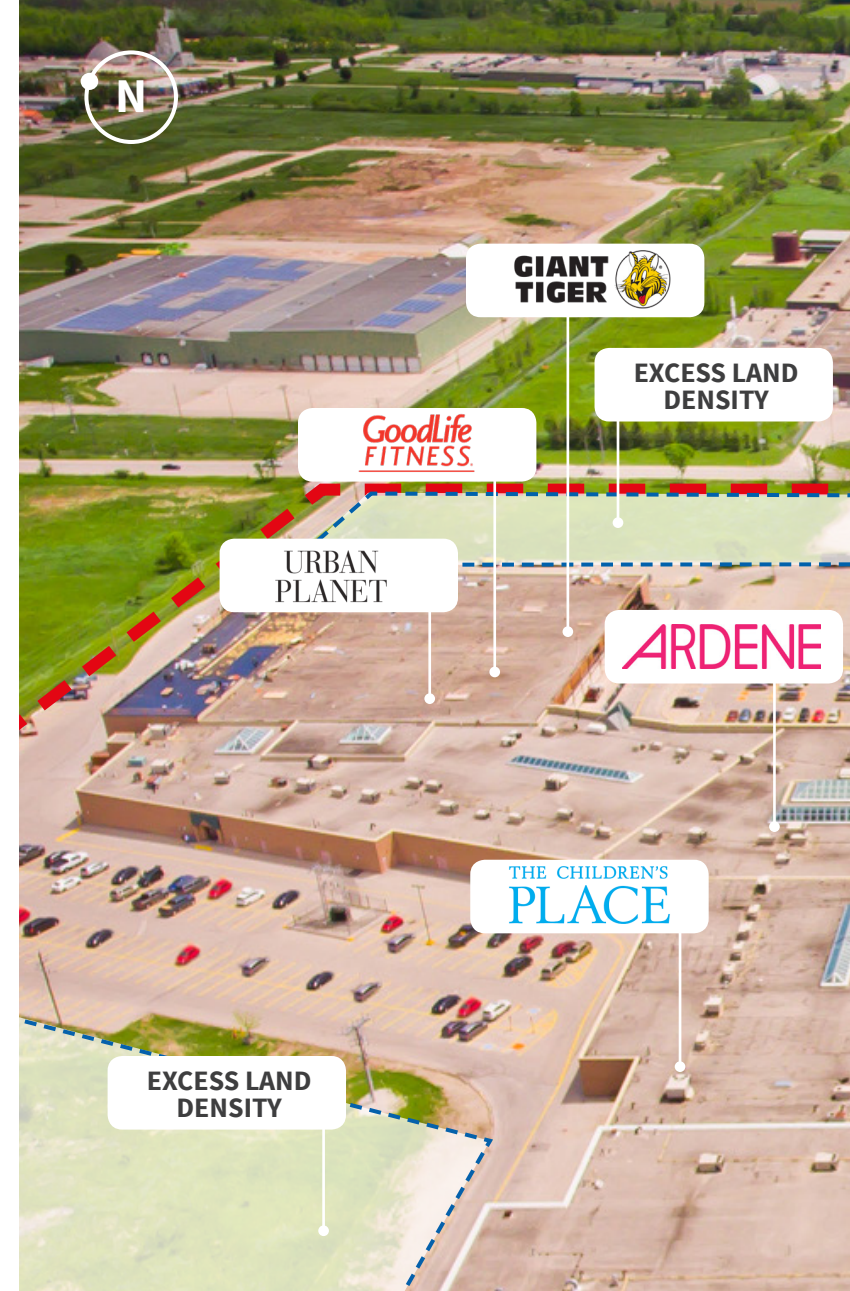 N
GIANT
TIGER
EXCESS LAND
DENSITY
GoodLife
FITNESS
URBAN
PLANET
ARDENE
THE CHILDREN'S
PLACE
EXCESS LAND
DENSITY